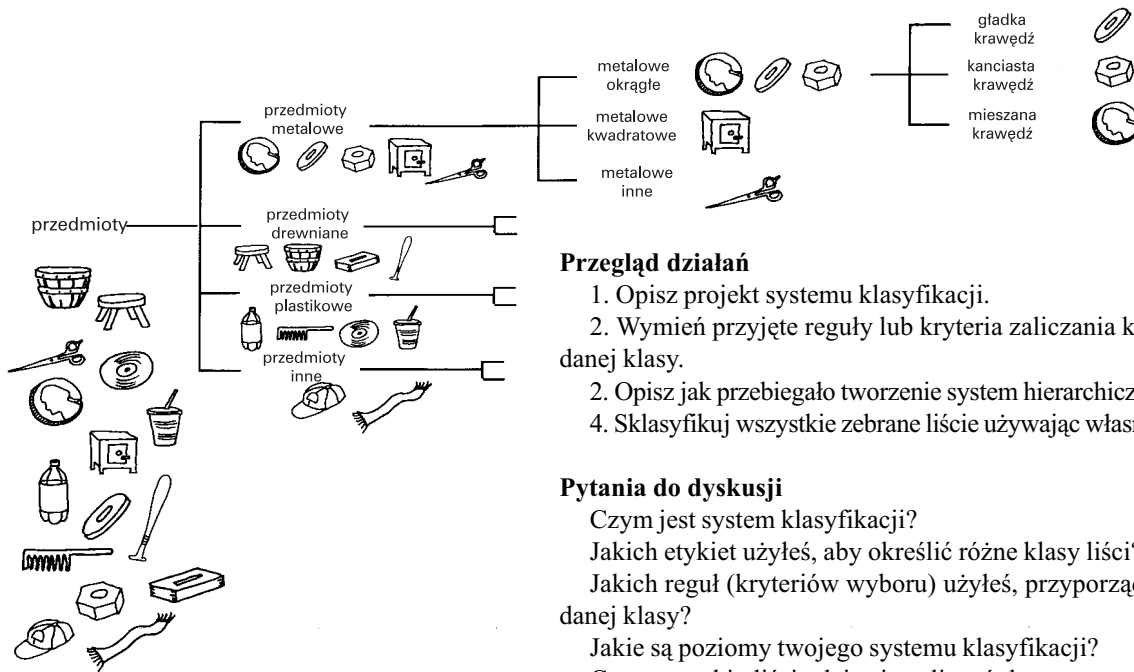 przedmioty
przedmioty
metalowe
przedmioty
drewniane
przedmioty
plastikowe
przedmioty
inne
metalowe
okrągłe
metalowe
kwadratowe
metalowe
inne
gładka
krawędź
kanciasta
krawędź
mieszana
krawędź
Przegląd działań
1. Opisz projekt systemu klasyfikacji.
2. Wymień przyjęte reguły lub kryteria zaliczania
danej klasy.
2. Opisz jak przebiegało tworzenie system
4. Sklasyfikuj wszystkie zebrane liście używając
Pytania do dyskusji
Czym jest system klasyfikacji?
Jakich etykiet użyłeś, aby określić różne klasy liści?
Jakich reguł (kryteriów wyboru) użyłeś,
danej klasy?
Jakie są poziomy twojego systemu klasyfikacji?